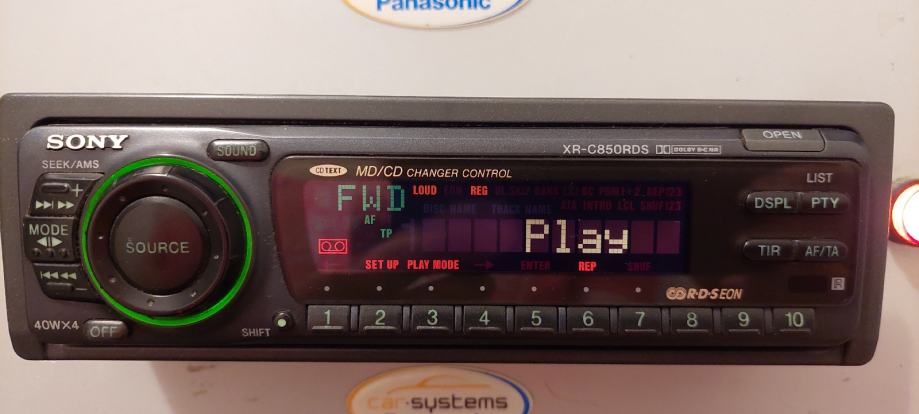 Panasonic
SONY
SOUND
XR-C850RDS DOLBY B-C NR
OPEN
SEEK/AMS
CD TEXT MD/CD CHANGER CONTROL
LIST
+
FWD LOUD EON REG
DISC NAME TRACK NAME
DSPL PTY
MODE
AF
TP
Play
SOURCE
TIR AF/TA
-
SET UP PLAY MODE ENTER REP SHUF
R·D·S EON
R
40W×4 OFF
SHIFT 1 2 3 4 5 6 7 8 9 10
car-systems